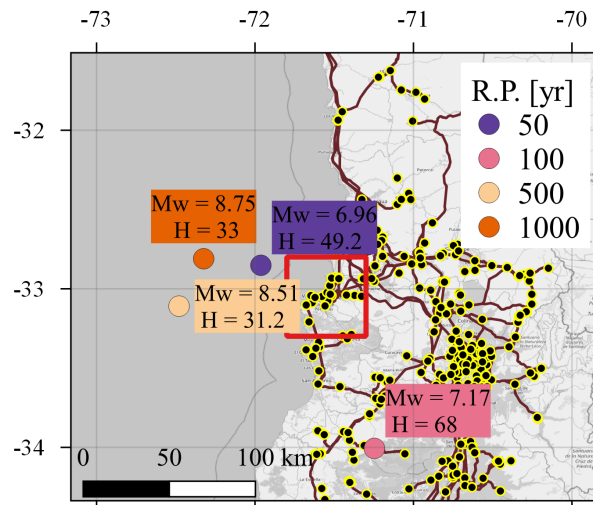 -73 -72 -71 -70
R.P. [yr]
50
100
500
1000
-32
Mw = 8.75
H = 33
Mw = 6.96
H = 49.2
-33
Mw = 8.51
H = 31.2
Mw = 7.17
H = 68
-34
0 50 100 km